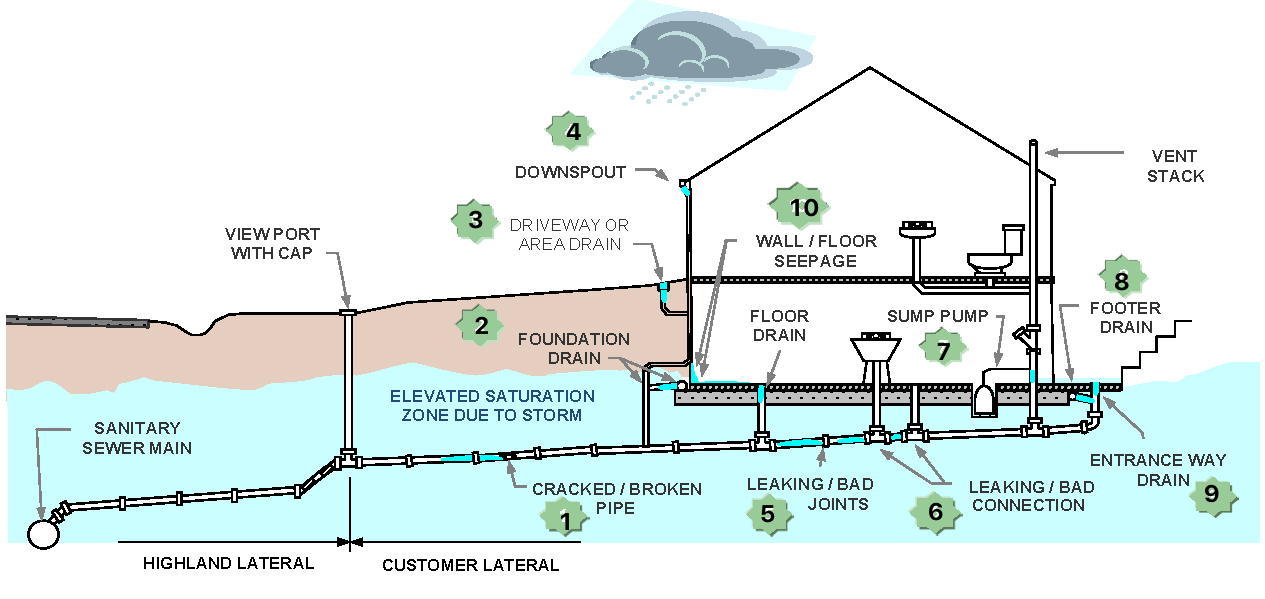 4
DOWNSPOUT
VENT
STACK
3
DRIVEWAY OR
AREA DRAIN
10
WALL / FLOOR
SEEPAGE
VIEW PORT
WITH CAP
8
FOOTER
DRAIN
2
FOUNDATION
DRAIN
FLOOR
DRAIN
SUMP PUMP
7
ELEVATED SATURATION
ZONE DUE TO STORM
SANITARY
SEWER MAIN
CRACKED / BROKEN
PIPE
1
LEAKING / BAD
JOINTS
5
LEAKING / BAD
CONNECTION
6
ENTRANCE WAY
DRAIN
9
HIGHLAND LATERAL
CUSTOMER LATERAL